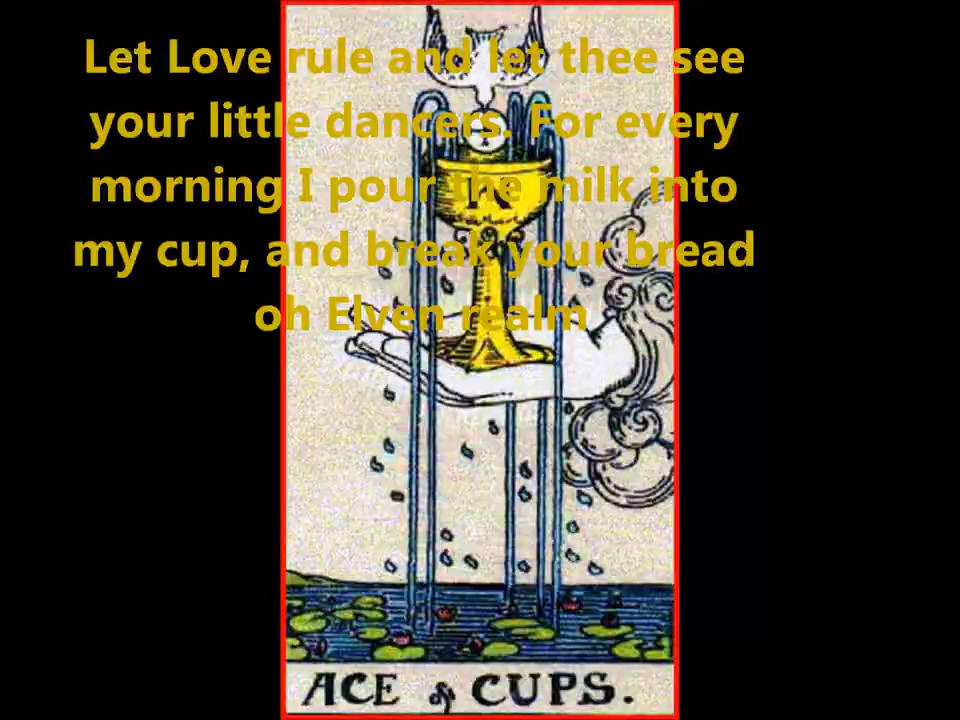 Let Love rule and let thee see
your little dancers. For every
morning I pour the milk into
my cup, and break your bread
oh Elven realm
ACE of CUPS.